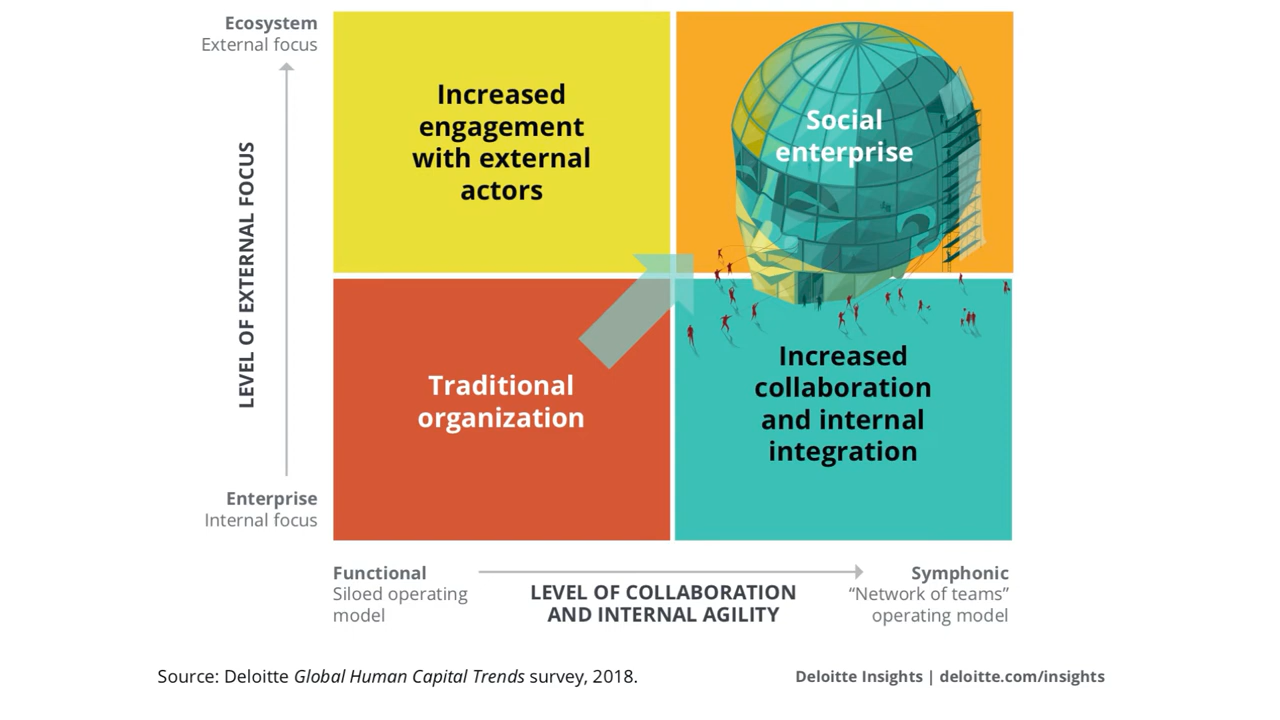 Ecosystem
External focus
LEVEL OF EXTERNAL FOCUS
Enterprise
Internal focus
Increased
engagement
with external
actors
Social
enterprise
Traditional
organization
Increased
collaboration
and internal
integration
Functional
Siloed operating
model
LEVEL OF COLLABORATION
AND INTERNAL AGILITY
Symphonic
“Network of teams”
operating model
Source: Deloitte Global Human Capital Trends survey, 2018.
Deloitte Insights | deloitte.com/insights